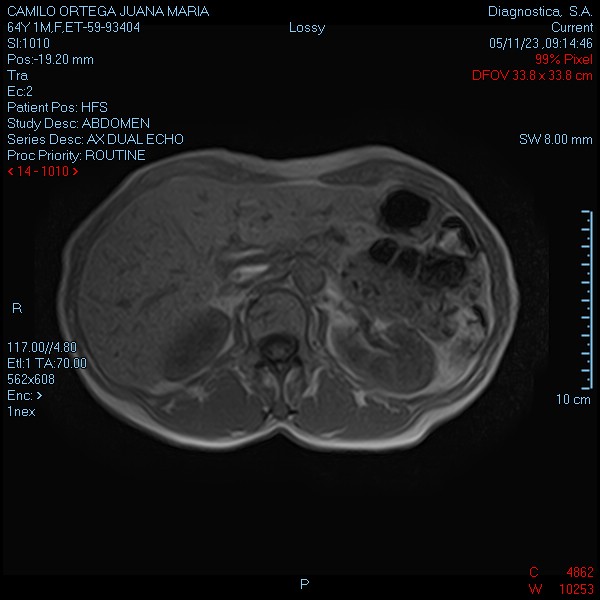 CAMILO ORTEGA JUANA MARIA
64Y 1M,F,ET-59-93404
SI:1010
Pos:-19.20 mm
Tra
Ec:2
Patient Pos: HFS
Study Desc: ABDOMEN
Series Desc: AX DUAL ECHO
Proc Priority: ROUTINE
< 14 - 1010 >
Lossy
Diagnostica, S.A.
Current
05/11/23 ,09:14:46
99% Pixel
DFOV 33.8 x 33.8 cm
SW 8.00 mm
R
117.00//4.80
Etl:1 TA:70.00
562x608
Enc: >
1nex
10 cm
P
C 4862
W 10253